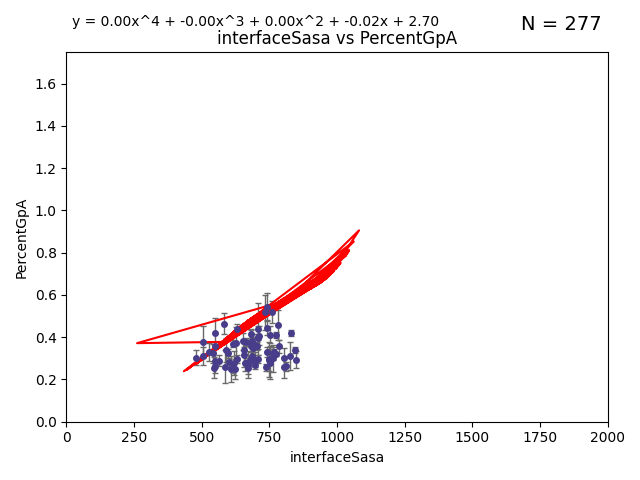 y = 0.00x^4 + -0.00x^3 + 0.00x^2 + -0.02x + 2.70
N = 277
interfaceSasa vs PercentGpA
PercentGpA
1.6
1.4
1.2
1.0
0.8
0.6
0.4
0.2
0.0
0 250 500 750 1000 1250 1500 1750 2000
interfaceSasa